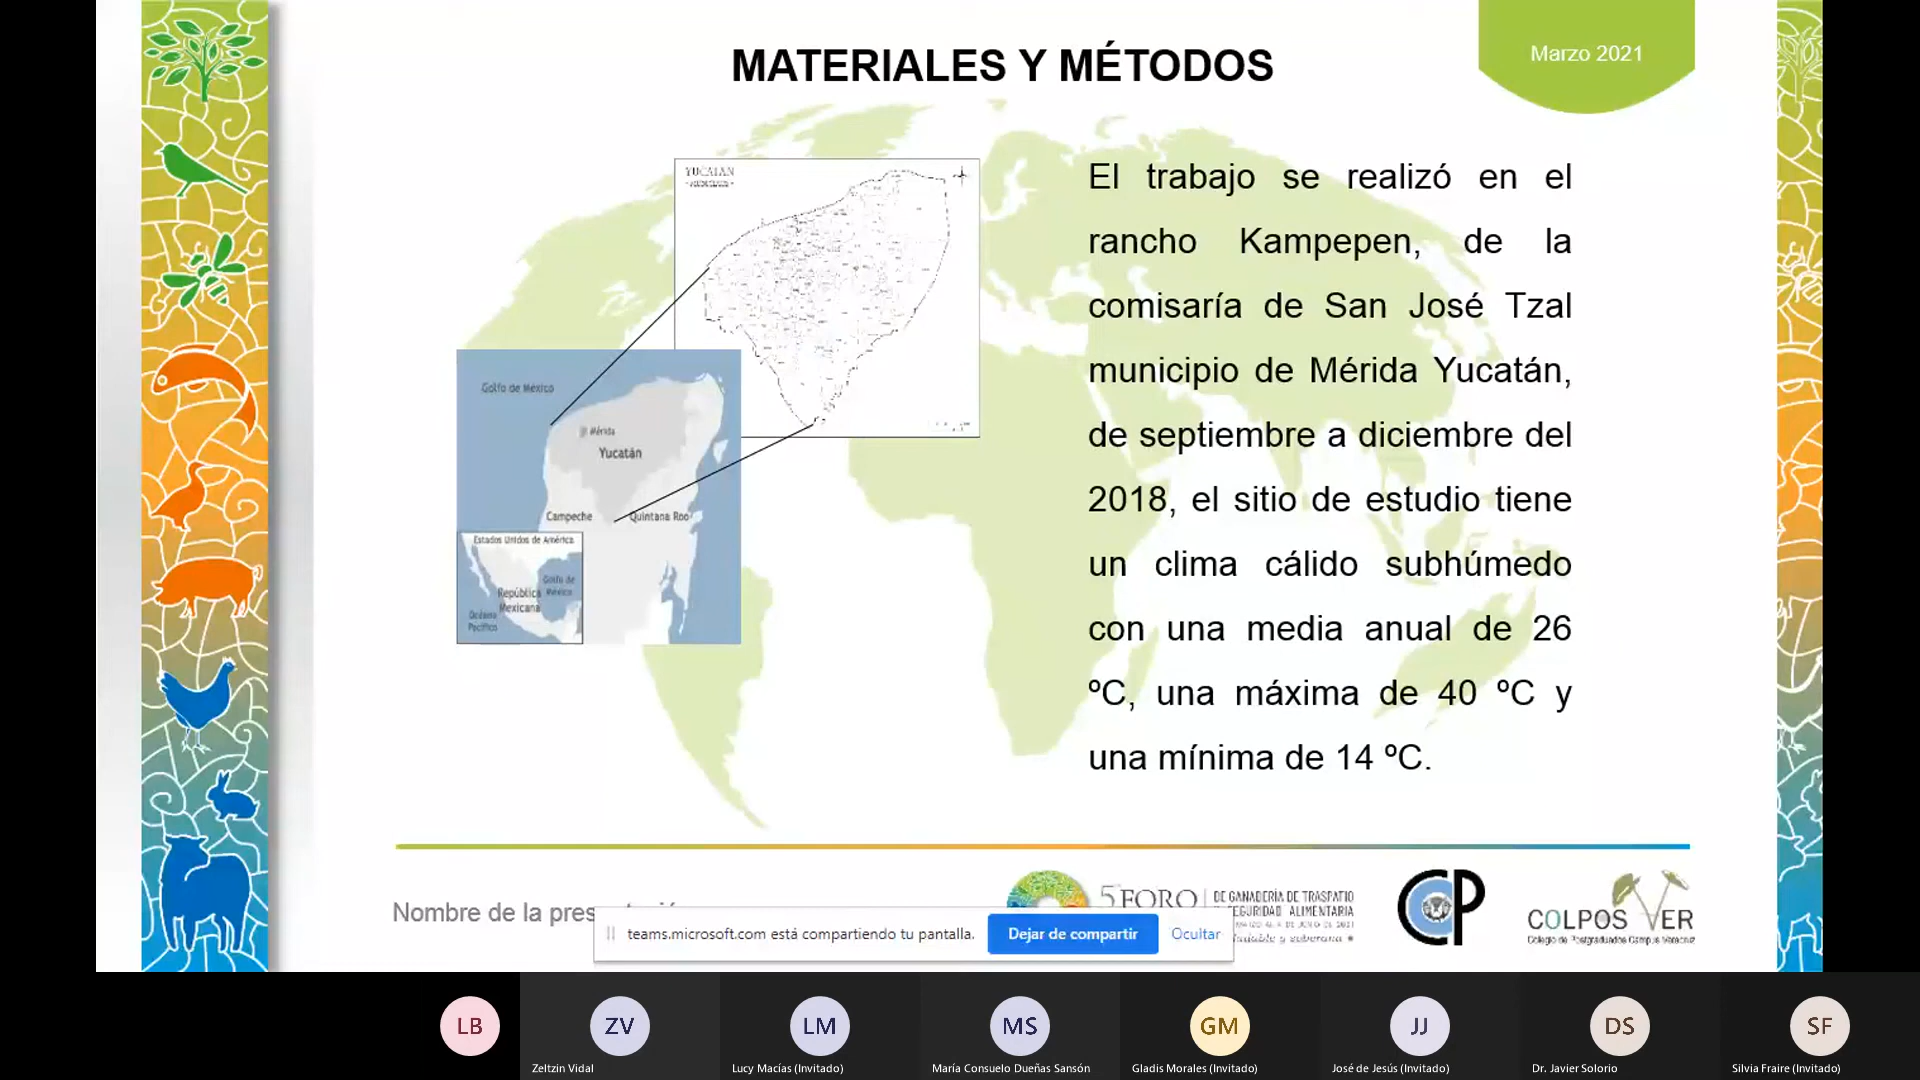 MATERIALES Y MÉTODOS
Marzo 2021
YUCATÁN
Golfo de México
Mérida
Yucatán
Campeche
Quintana Roo
Estados Unidos de América
Golfo de
México
República
Mexicana
Océano
Pacífico
El trabajo se realizó en el
rancho Kampepen, de la
comisaría de San José Tzal
municipio de Mérida Yucatán,
de septiembre a diciembre del
2018, el sitio de estudio tiene
un clima cálido subhúmedo
con una media anual de 26
ºC, una máxima de 40 ºC y
una mínima de 14 ºC.
Nombre de la
5º FORO
DE GANADERÍA DE TRASPATIO
SEGURIDAD ALIMENTARIA
CP
COLPOS VER
Colegio de Postgraduados Campus Veracruz
teams.microsoft.com está compartiendo tu pantalla.
Dejar de compartir
Ocultar
LB
ZV
LM
MS
GM
JJ
DS
SF
Zeltzin Vidal
Lucy Macías (Invitado)
María Consuelo Dueñas Sansón
Gladis Morales (Invitado)
José de Jesús (Invitado)
Dr. Javier Solorio
Silvia Fraire (Invitado)